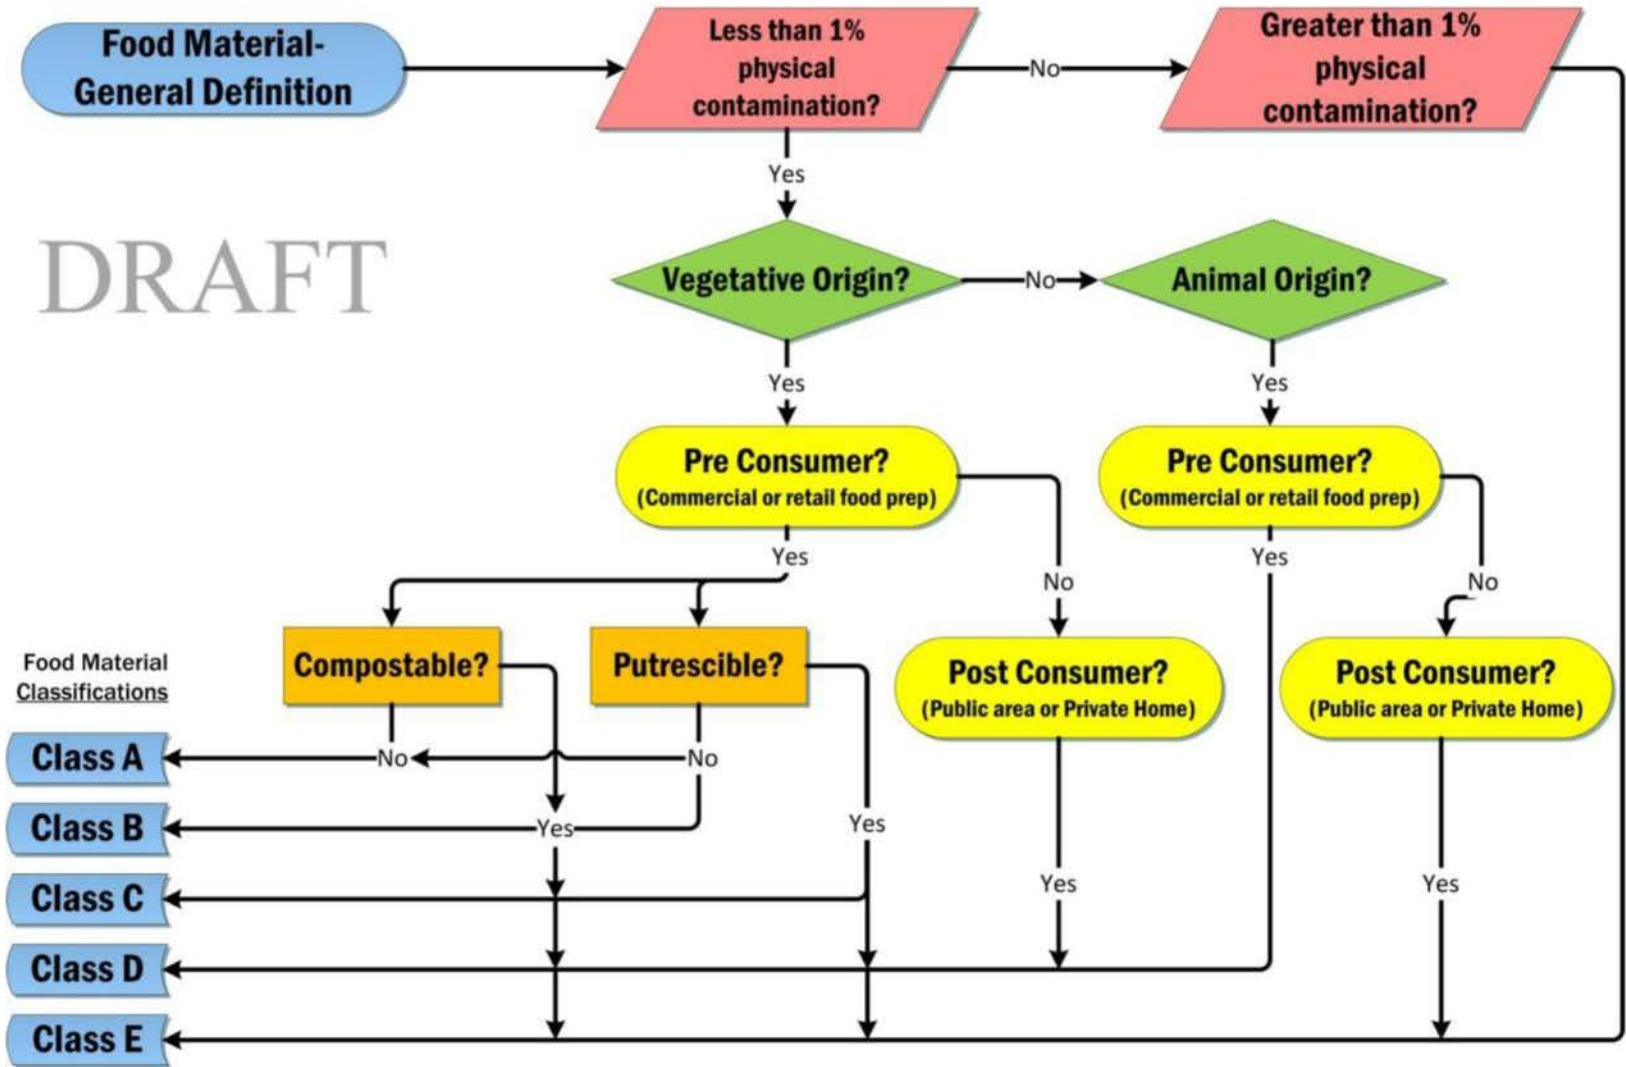 Food Material-
General Definition
Less than 1%
physical
contamination?
No
Greater than 1%
physical
contamination?
Yes
DRAFT
Vegetative Origin?
No
Animal Origin?
Yes
Yes
Pre Consumer?
(Commercial or retail food prep)
Pre Consumer?
(Commercial or retail food prep)
Yes
No
Yes
No
Food Material
Classifications
Compostable?
Putrescible?
Post Consumer?
(Public area or Private Home)
Post Consumer?
(Public area or Private Home)
Class A
No
No
Class B
Yes
Yes
Class C
Yes
Yes
Class D
Class E